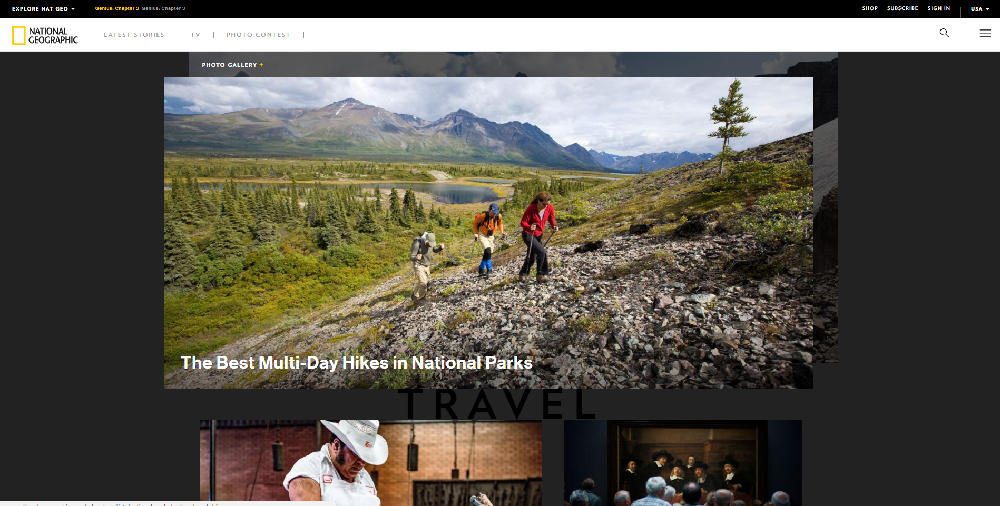 EXPLORE NAT GEO
Genius: Chapter 3 Genius: Chapter 3
SHOP SUBSCRIBE SIGN IN USA
NATIONAL GEOGRAPHIC
LATEST STORIES | TV | PHOTO CONTEST |
PHOTO GALLERY +
The Best Multi-Day Hikes in National Parks
TRAVEL